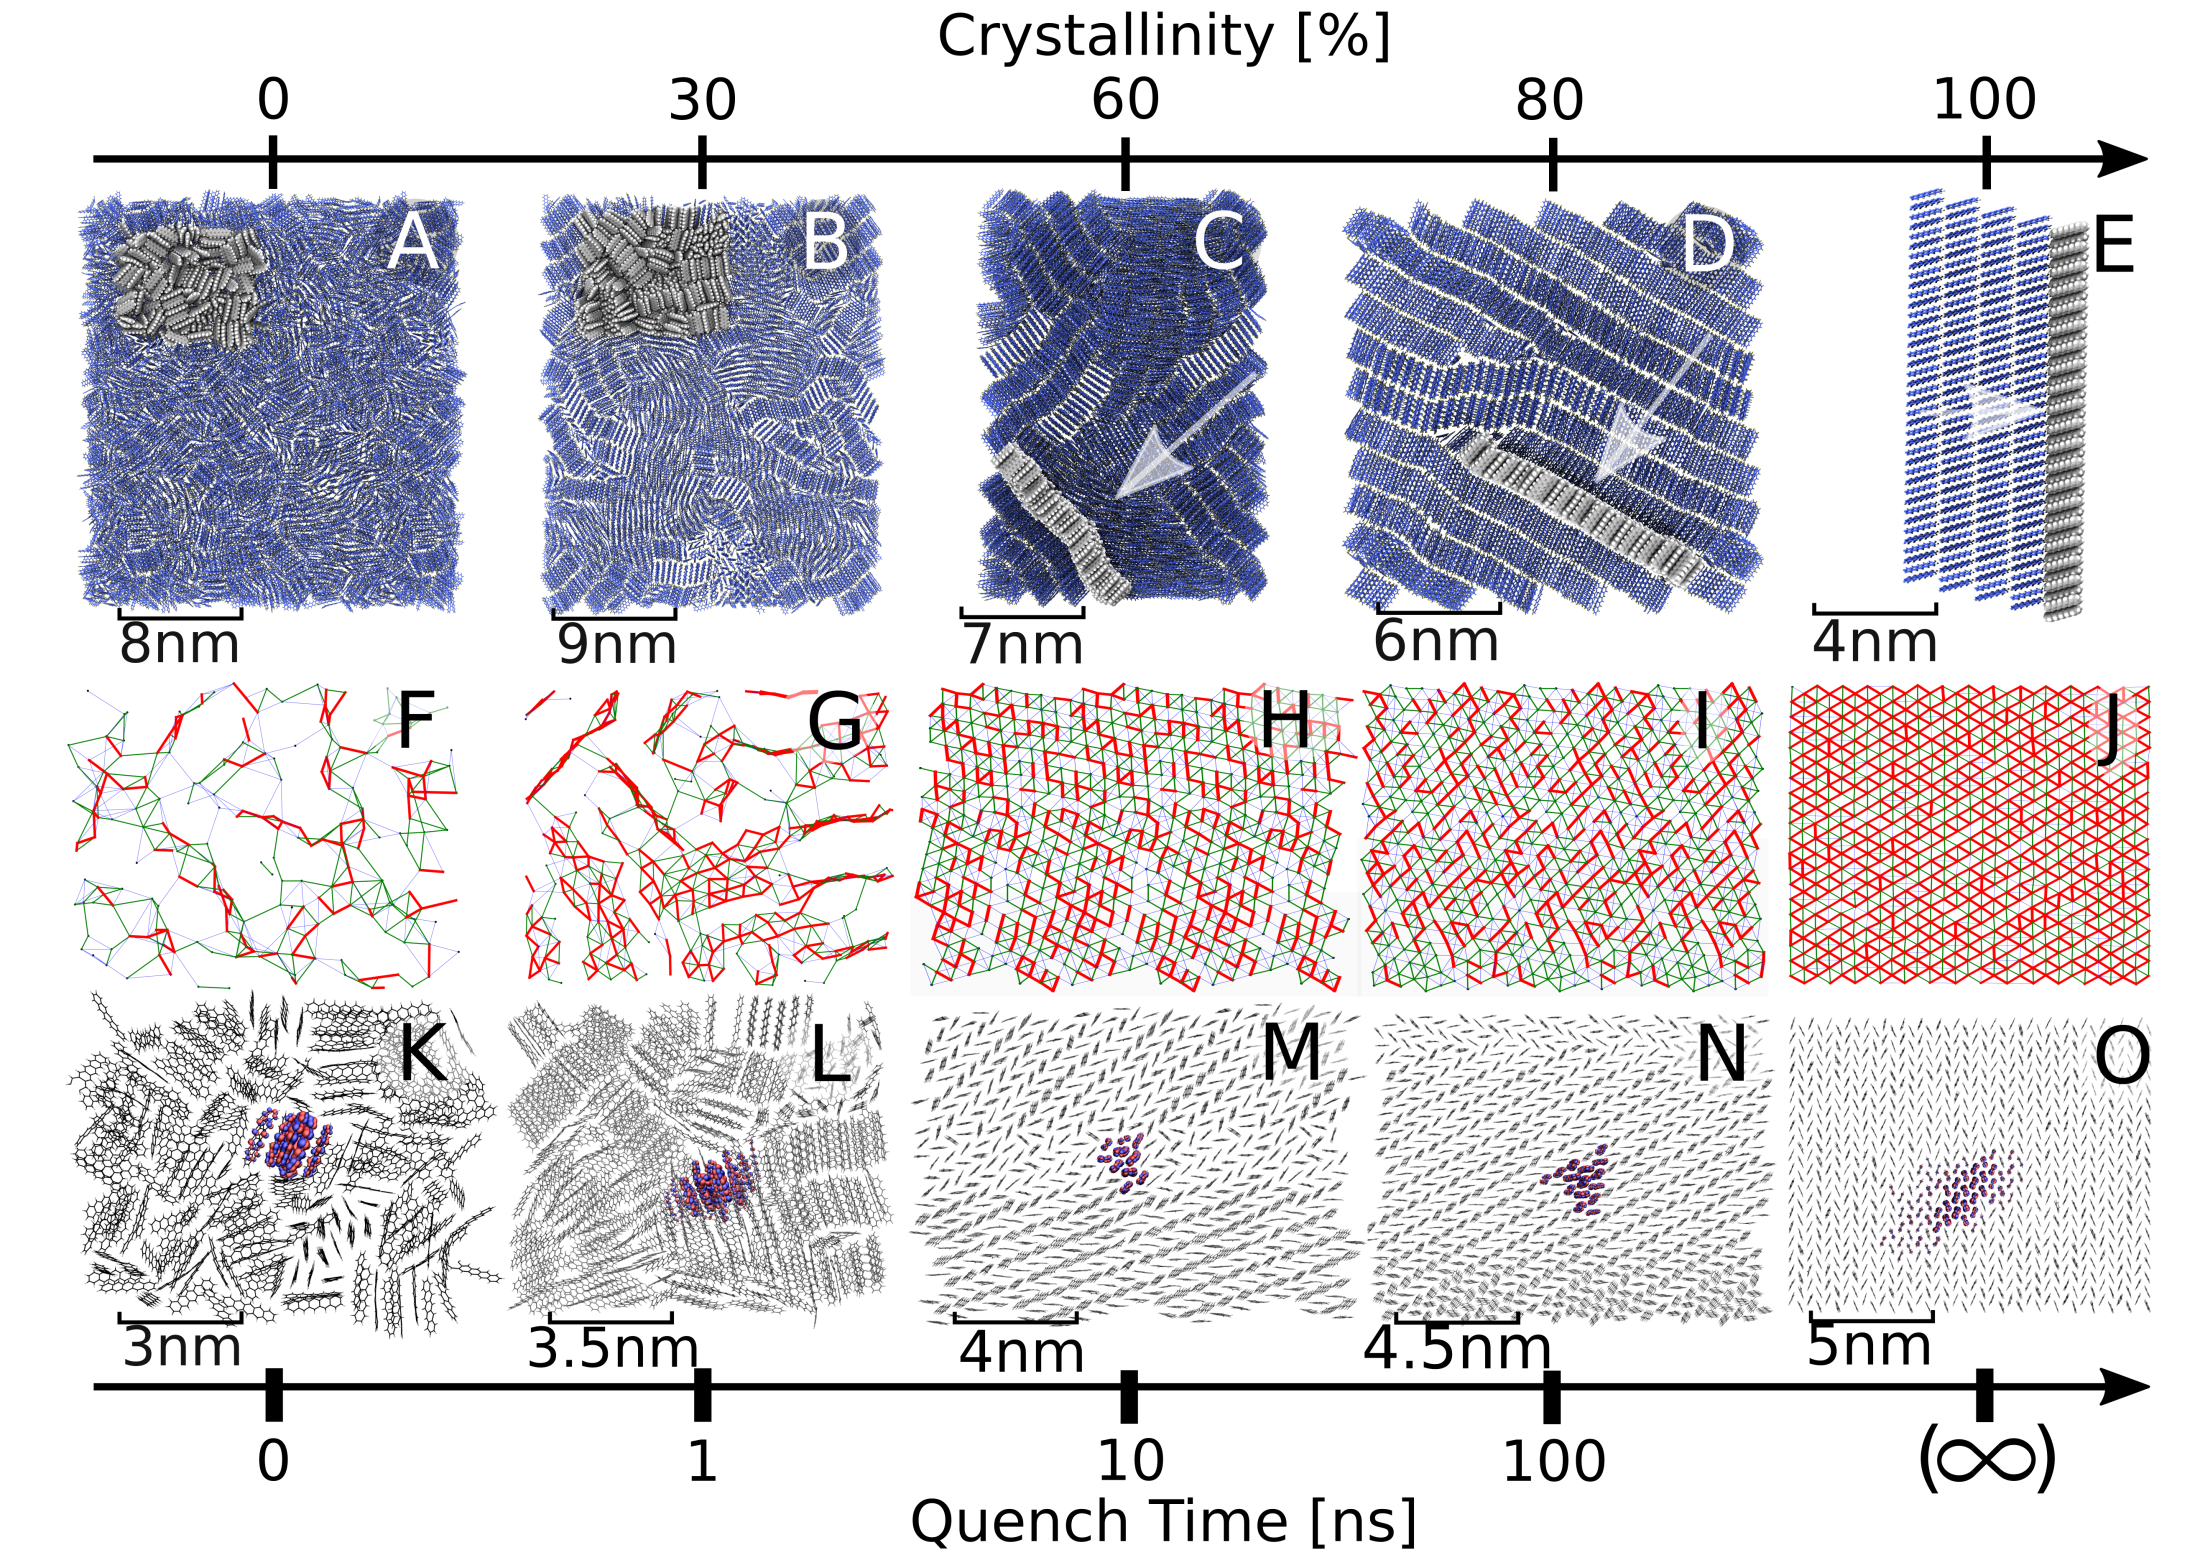 Crystallinity [%]
0 30 60 80 100
A B C D E
8nm 9nm 7nm 6nm 4nm
F G H I J
K L M N O
3nm 3.5nm 4nm 4.5nm 5nm
0 1 10 100 (∞)
Quench Time [ns]